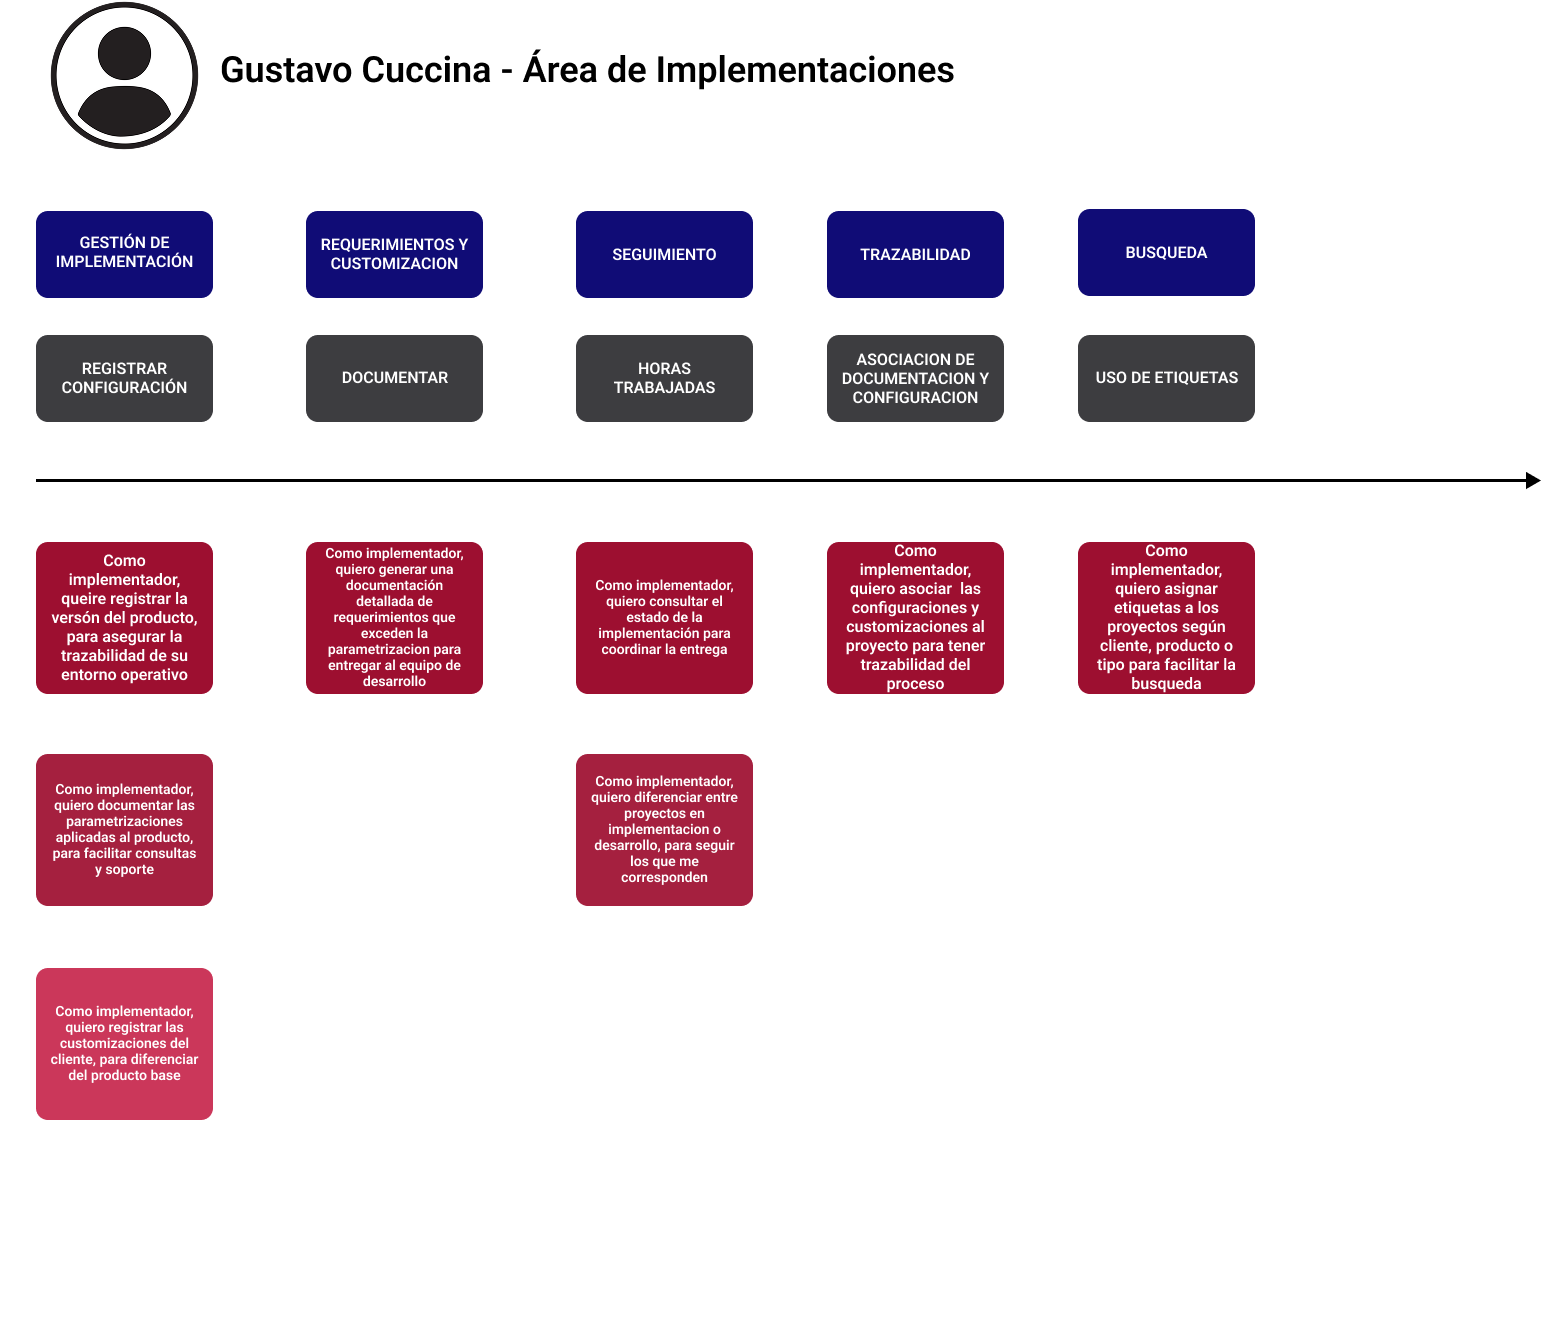 Gustavo Cuccina - Área de Implementaciones
GESTIÓN DE
IMPLEMENTACIÓN
REQUERIMIENTOS Y
CUSTOMIZACION
SEGUIMIENTO
TRAZABILIDAD
BUSQUEDA
REGISTRAR
CONFIGURACIÓN
DOCUMENTAR
HORAS
TRABAJADAS
ASOCIACION DE
DOCUMENTACION Y
CONFIGURACION
USO DE ETIQUETAS
Como
implementador,
queire registrar la
versón del producto,
para asegurar la
trazabilidad de su
entorno operativo
Como implementador,
quiero generar una
documentación
detallada de
requerimientos que
exceden la
parametrizacion para
entregar al equipo de
desarrollo
Como implementador,
quiero consultar el
estado de la
implementación para
coordinar la entrega
Como
implementador,
quiero asociar  las
configuraciones y
customizaciones al
proyecto para tener
trazabilidad del
proceso
Como
implementador,
quiero asignar
etiquetas a los
proyectos según
cliente, producto o
tipo para facilitar la
busqueda
Como implementador,
quiero documentar las
parametrizaciones
aplicadas al producto,
para facilitar consultas
y soporte
Como implementador,
quiero diferenciar entre
proyectos en
implementacion o
desarrollo, para seguir
los que me
corresponden
Como implementador,
quiero registrar las
customizaciones del
cliente, para diferenciar
del producto base